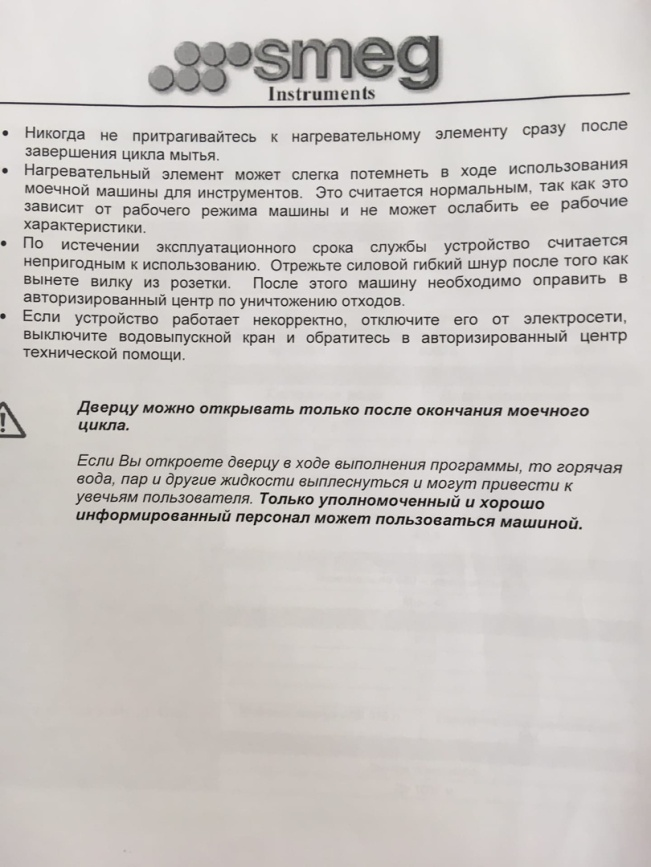 smeg
Instruments
• Никогда не притрагивайтесь к нагревательному элементу сразу после
завершения цикла мытья.
• Нагревательный элемент может слегка потемнеть в ходе использования
моечной машины для инструментов. Это считается нормальным, так как это
зависит от рабочего режима машины и не может ослабить ее рабочие
характеристики.
• По истечении эксплуатационного срока службы устройство считается
непригодным к использованию. Отрежьте силовой гибкий шнур после того как
вынете вилку из розетки. После этого машину необходимо оправить в
авторизированный центр по уничтожению отходов.
• Если устройство работает некорректно, отключите его от электросети,
выключите водовыпускной кран и обратитесь в авторизированный центр
технической помощи.
Дверцу можно открывать только после окончания моечного
цикла.
Если Вы откроете дверцу в ходе выполнения программы, то горячая
вода, пар и другие жидкости выплеснуться и могут привести к
увечьям пользователя. Только уполномоченный и хорошо
информированный персонал может пользоваться машиной.